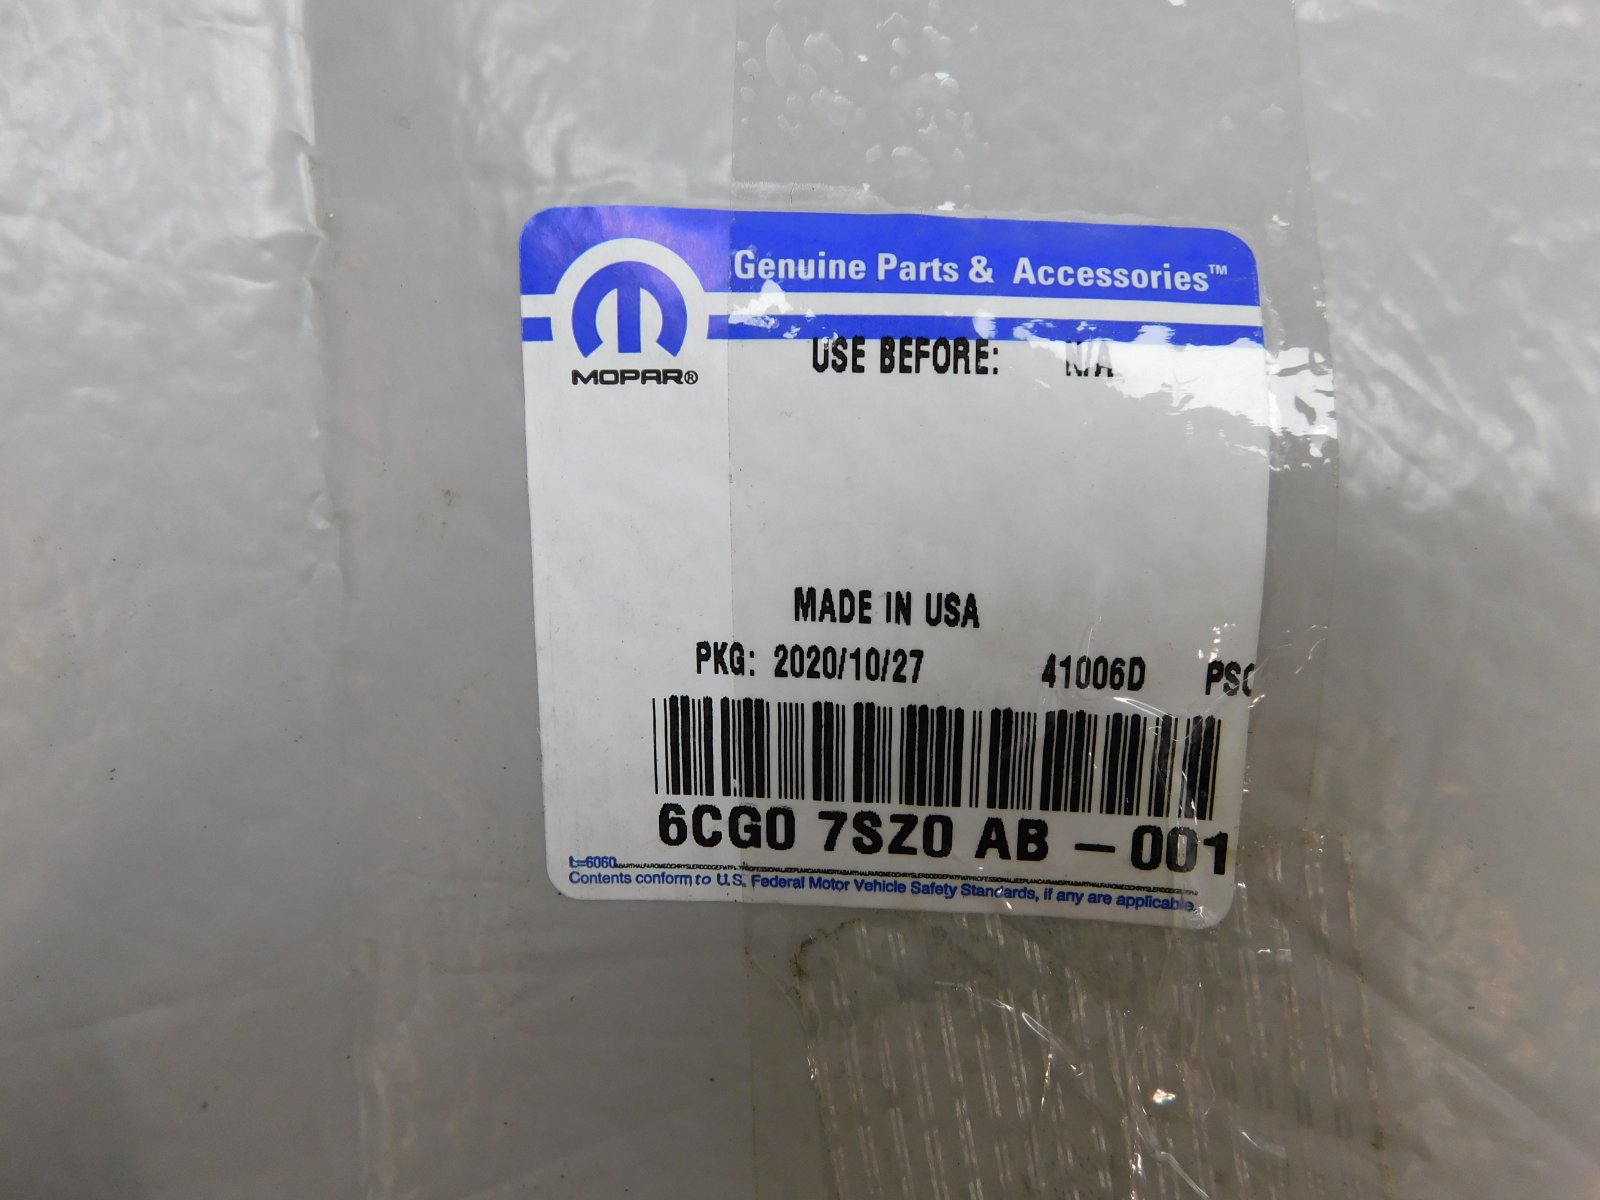 Genuine Parts & Accessories™
MOPAR®
USE BEFORE: N/A
MADE IN USA
PKG: 2020/10/27 41006D
6CG0 7SZ0 AB - 001
L=6060
Contents conform to U.S. Federal Motor Vehicle Safety Standards, if any are applicable.